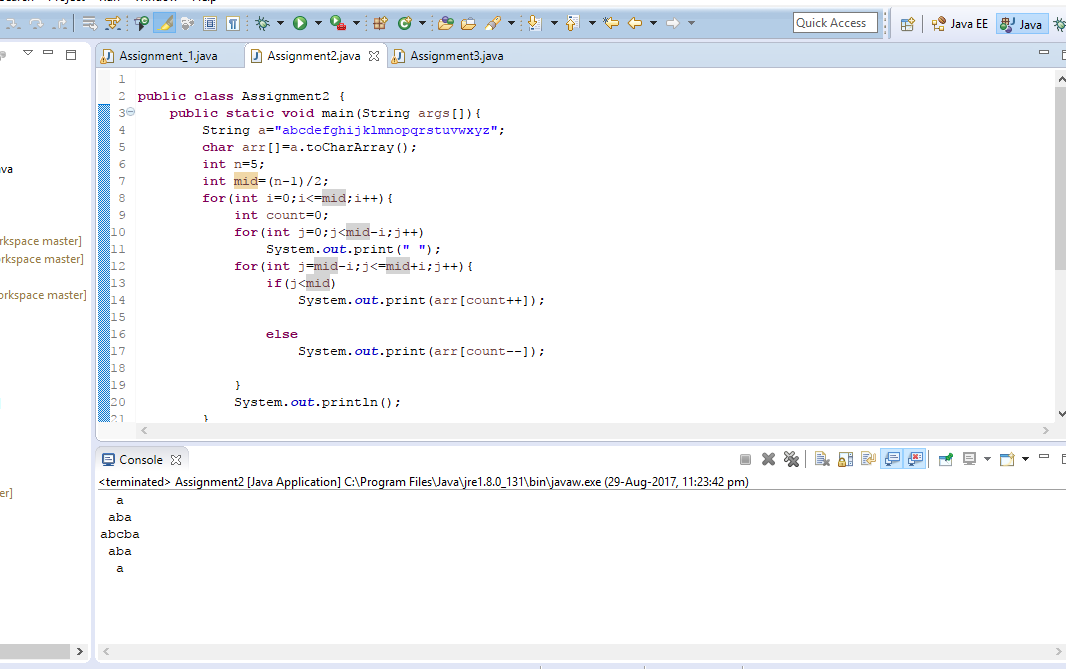 Quick Access
Java EE
Java
Assignment_1.java
Assignment2.java
Assignment3.java
1
2 public class Assignment2 {
3 public static void main(String args[]){
4 String a="abcdefghijklmnopqrstuvwxyz";
5 char arr[]=a.toCharArray();
6 int n=5;
7 int mid=(n-1)/2;
8 for(int i=0;i<=mid;i++){
9 int count=0;
10 for(int j=0;j<mid-i;j++)
11 System.out.print(" ");
12 for(int j=mid-i;j<=mid+i;j++){
13 if(j<mid)
14 System.out.print(arr[count++]);
15
16 else
17 System.out.print(arr[count--]);
18
19 }
20 System.out.println();
21 }
va
rkspace master]
rkspace master]
orkspace master]
er]
Console
<terminated> Assignment2 [Java Application] C:\Program Files\Java\jre1.8.0_131\bin\javaw.exe (29-Aug-2017, 11:23:42 pm)
a
aba
abcba
aba
a